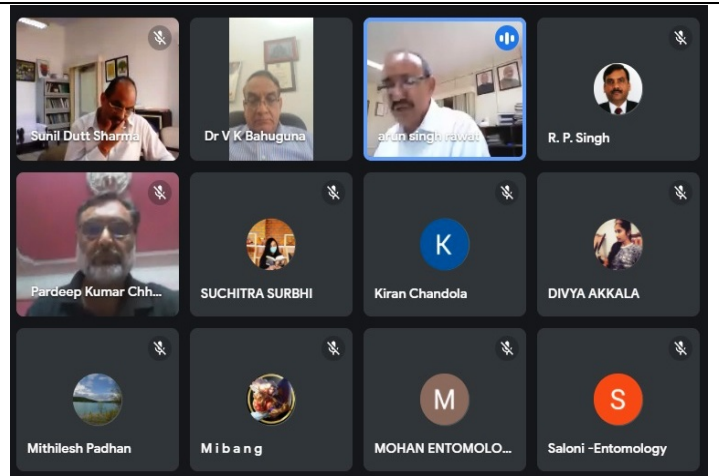 Sunil Dutt Sharma
Dr V K Bahuguna
arun singh rawat
R. P. Singh
Pardeep Kumar Chh...
SUCHITRA SURBHI
K
Kiran Chandola
DIVYA AKKALA
Mithilesh Padhan
M i b a n g
M
MOHAN ENTOMOLO...
S
Saloni -Entomology